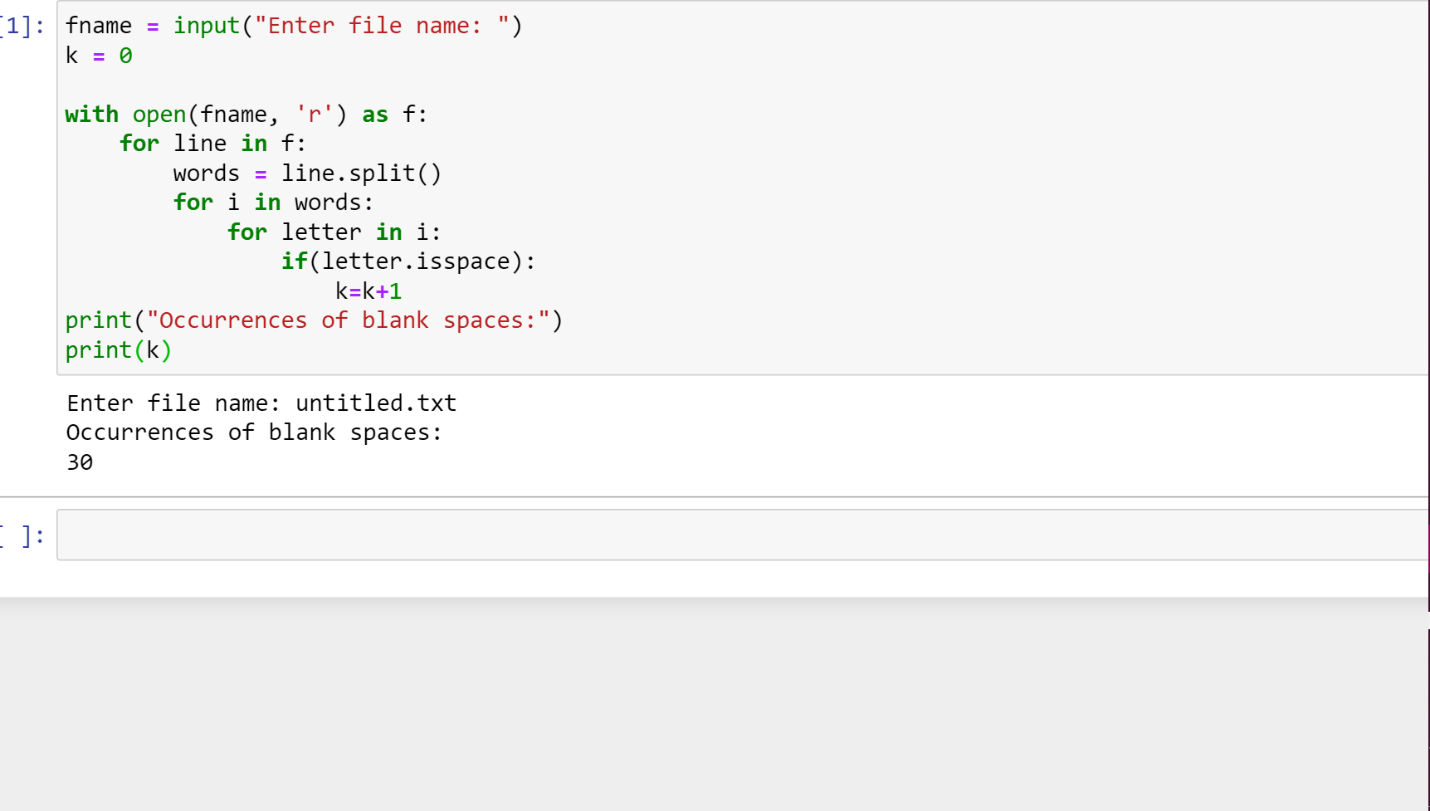 [1]: fname = input("Enter file name: ")
k = 0
with open(fname, 'r') as f:
    for line in f:
        words = line.split()
        for i in words:
            for letter in i:
                if(letter.isspace):
                    k=k+1
print("Occurrences of blank spaces:")
print(k)
Enter file name: untitled.txt
Occurrences of blank spaces:
30
[ ]: